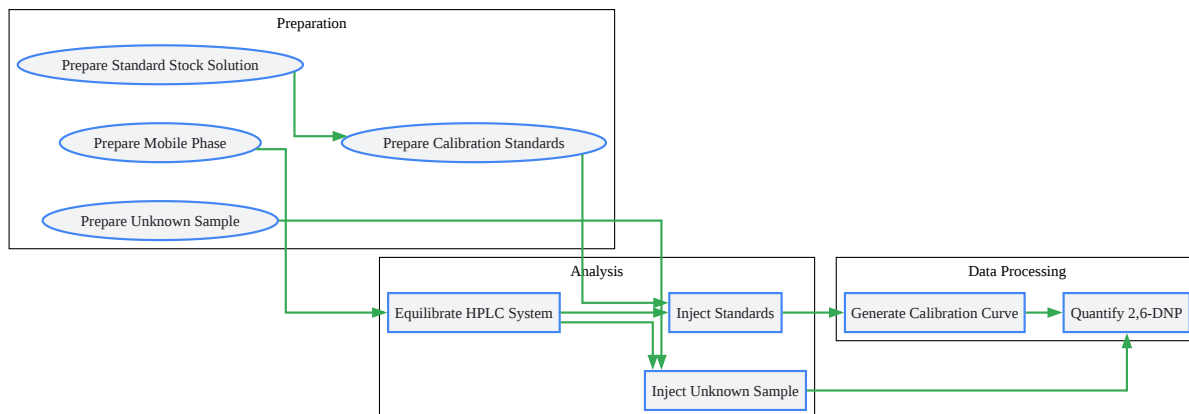 Preparation
Prepare Standard Stock Solution
Prepare Mobile Phase
Prepare Calibration Standards
Prepare Unknown Sample
Analysis
Data Processing
Equilibrate HPLC System
Inject Standards
Generate Calibration Curve
Quantify 2,6-DNP
Inject Unknown Sample